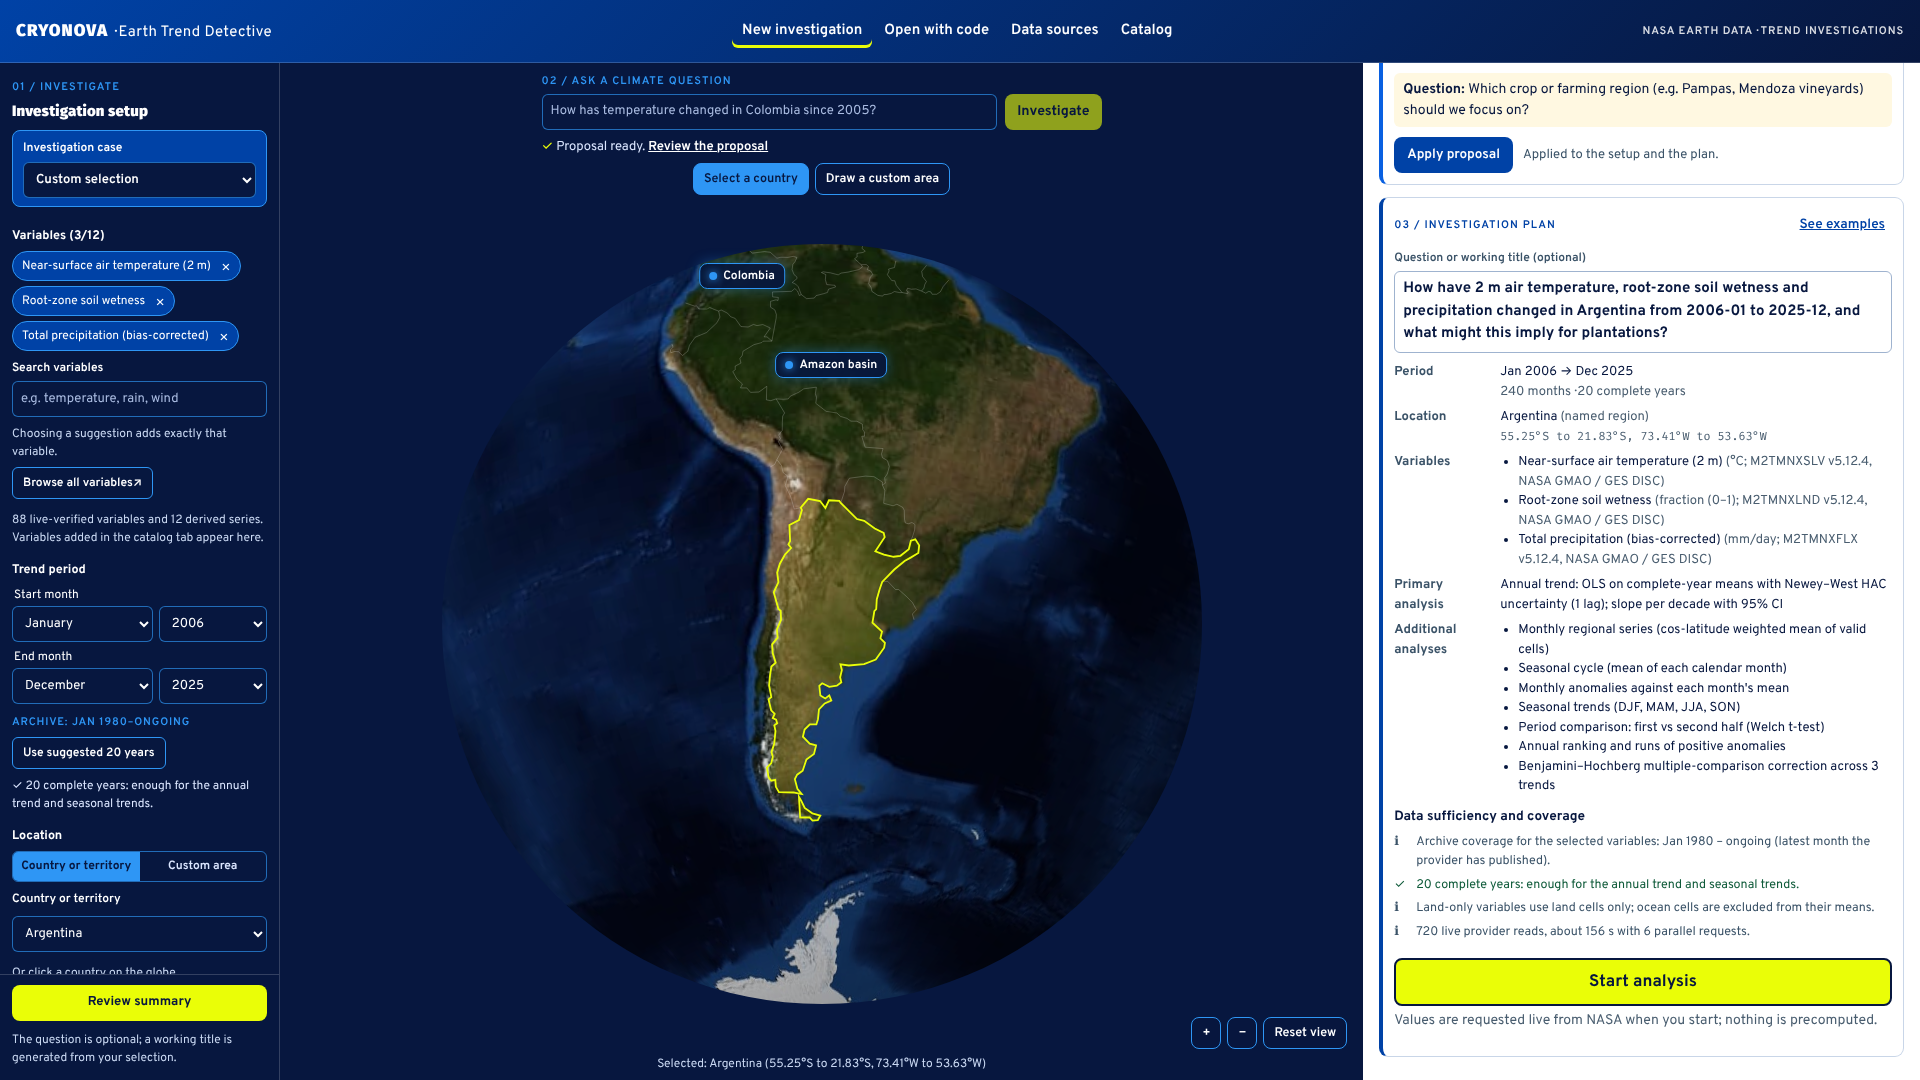 CRYONOVA ·Earth Trend Detective
New investigation
Open with code
Data sources
Catalog
NASA EARTH DATA ·TREND INVESTIGATIONS
01 / INVESTIGATE
Investigation setup
Investigation case
Custom selection
Variables (3/12)
Near-surface air temperature (2 m) ×
Root-zone soil wetness ×
Total precipitation (bias-corrected) ×
Search variables
e.g. temperature, rain, wind
Choosing a suggestion adds exactly that
variable.
Browse all variables↗
88 live-verified variables and 12 derived series.
Variables added in the catalog tab appear here.
Trend period
Start month
January
2006
End month
December
2025
ARCHIVE: JAN 1980–ONGOING
Use suggested 20 years
✓ 20 complete years: enough for the annual
trend and seasonal trends.
Location
Country or territory
Custom area
Country or territory
Argentina
Or click a country on the globe
Review summary
The question is optional; a working title is
generated from your selection.
02 / ASK A CLIMATE QUESTION
How has temperature changed in Colombia since 2005?
Investigate
✓ Proposal ready. Review the proposal
Select a country
Draw a custom area
Colombia
Amazon basin
+
−
Reset view
Selected: Argentina (55.25°S to 21.83°S, 73.41°W to 53.63°W)
Question: Which crop or farming region (e.g. Pampas, Mendoza vineyards)
should we focus on?
Apply proposal
Applied to the setup and the plan.
03 / INVESTIGATION PLAN
See examples
Question or working title (optional)
How have 2 m air temperature, root-zone soil wetness and
precipitation changed in Argentina from 2006-01 to 2025-12, and
what might this imply for plantations?
Period
Jan 2006 → Dec 2025
240 months ·20 complete years
Location
Argentina (named region)
55.25°S to 21.83°S, 73.41°W to 53.63°W
Variables
• Near-surface air temperature (2 m) (°C; M2TMNXSLV v5.12.4,
NASA GMAO / GES DISC)
• Root-zone soil wetness (fraction (0–1); M2TMNXLND v5.12.4,
NASA GMAO / GES DISC)
• Total precipitation (bias-corrected) (mm/day; M2TMNXFLX
v5.12.4, NASA GMAO / GES DISC)
Primary
analysis
Annual trend: OLS on complete-year means with Newey–West HAC
uncertainty (1 lag); slope per decade with 95% CI
Additional
analyses
• Monthly regional series (cos-latitude weighted mean of valid
cells)
• Seasonal cycle (mean of each calendar month)
• Monthly anomalies against each month's mean
• Seasonal trends (DJF, MAM, JJA, SON)
• Period comparison: first vs second half (Welch t-test)
• Annual ranking and runs of positive anomalies
• Benjamini–Hochberg multiple-comparison correction across 3
trends
Data sufficiency and coverage
i Archive coverage for the selected variables: Jan 1980 – ongoing (latest month the
provider has published).
✓ 20 complete years: enough for the annual trend and seasonal trends.
i Land-only variables use land cells only; ocean cells are excluded from their means.
i 720 live provider reads, about 156 s with 6 parallel requests.
Start analysis
Values are requested live from NASA when you start; nothing is precomputed.